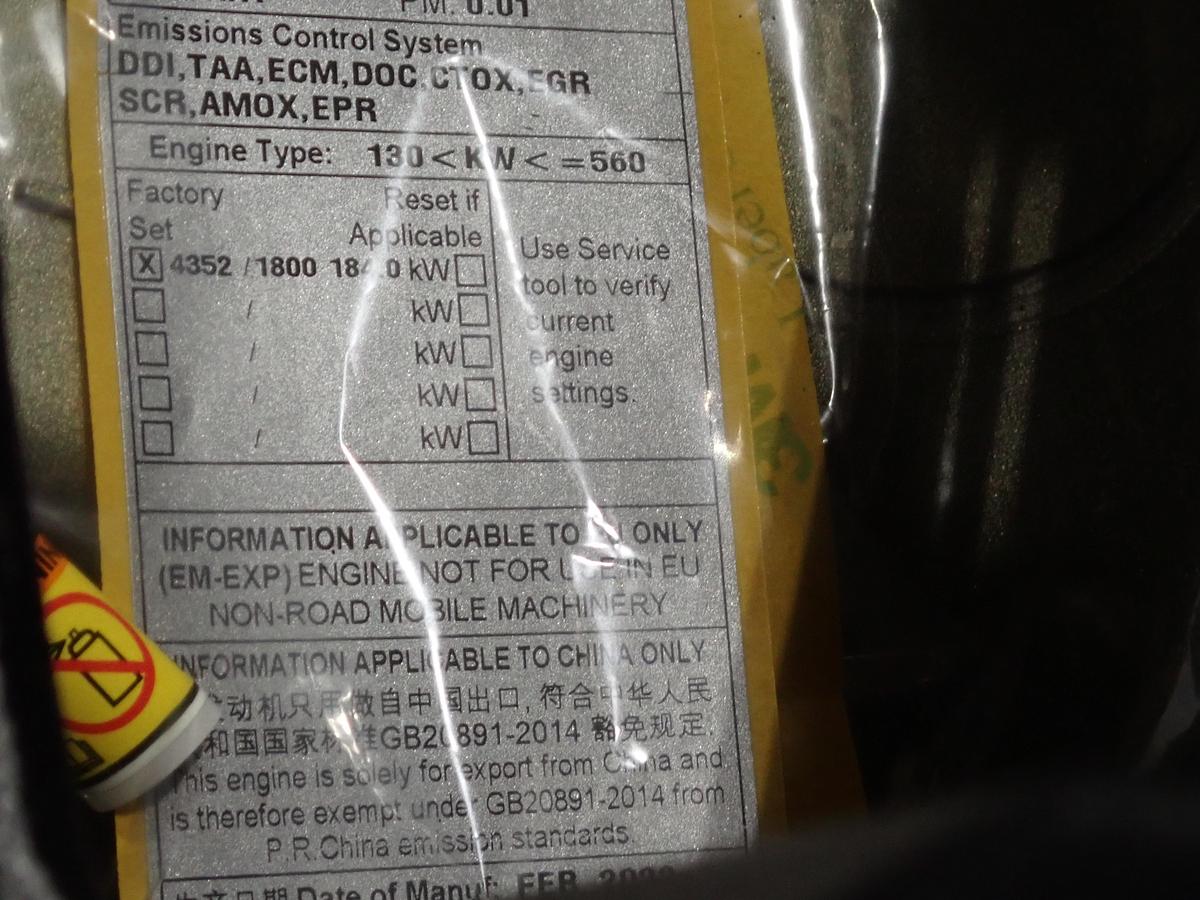 PM: 0.01
Emissions Control System
DDI,TAA,ECM,DOC,CTOX,EGR
SCR,AMOX,EPR
Engine Type: 130<KW<=560
Factory Set
Reset if Applicable
X 4352 /1800 kW
/ kW
/ kW
/ kW
/ kW
Use Service
tool to verify
current
engine
settings.
INFORMATION APPLICABLE TO ONLY
(EM-EXP) ENGINE NOT FOR USE IN EU
NON-ROAD MOBILE MACHINERY
INFORMATION APPLICABLE TO CHINA ONLY
动机只用做自中国出口, 符合中华人民
和国国家标准GB20891-2014 豁免规定.
This engine is solely for export from China and
is therefore exempt under GB20891-2014 from
P.R.China emission standards.
生产日期 Date of Manuf: FEB
3M